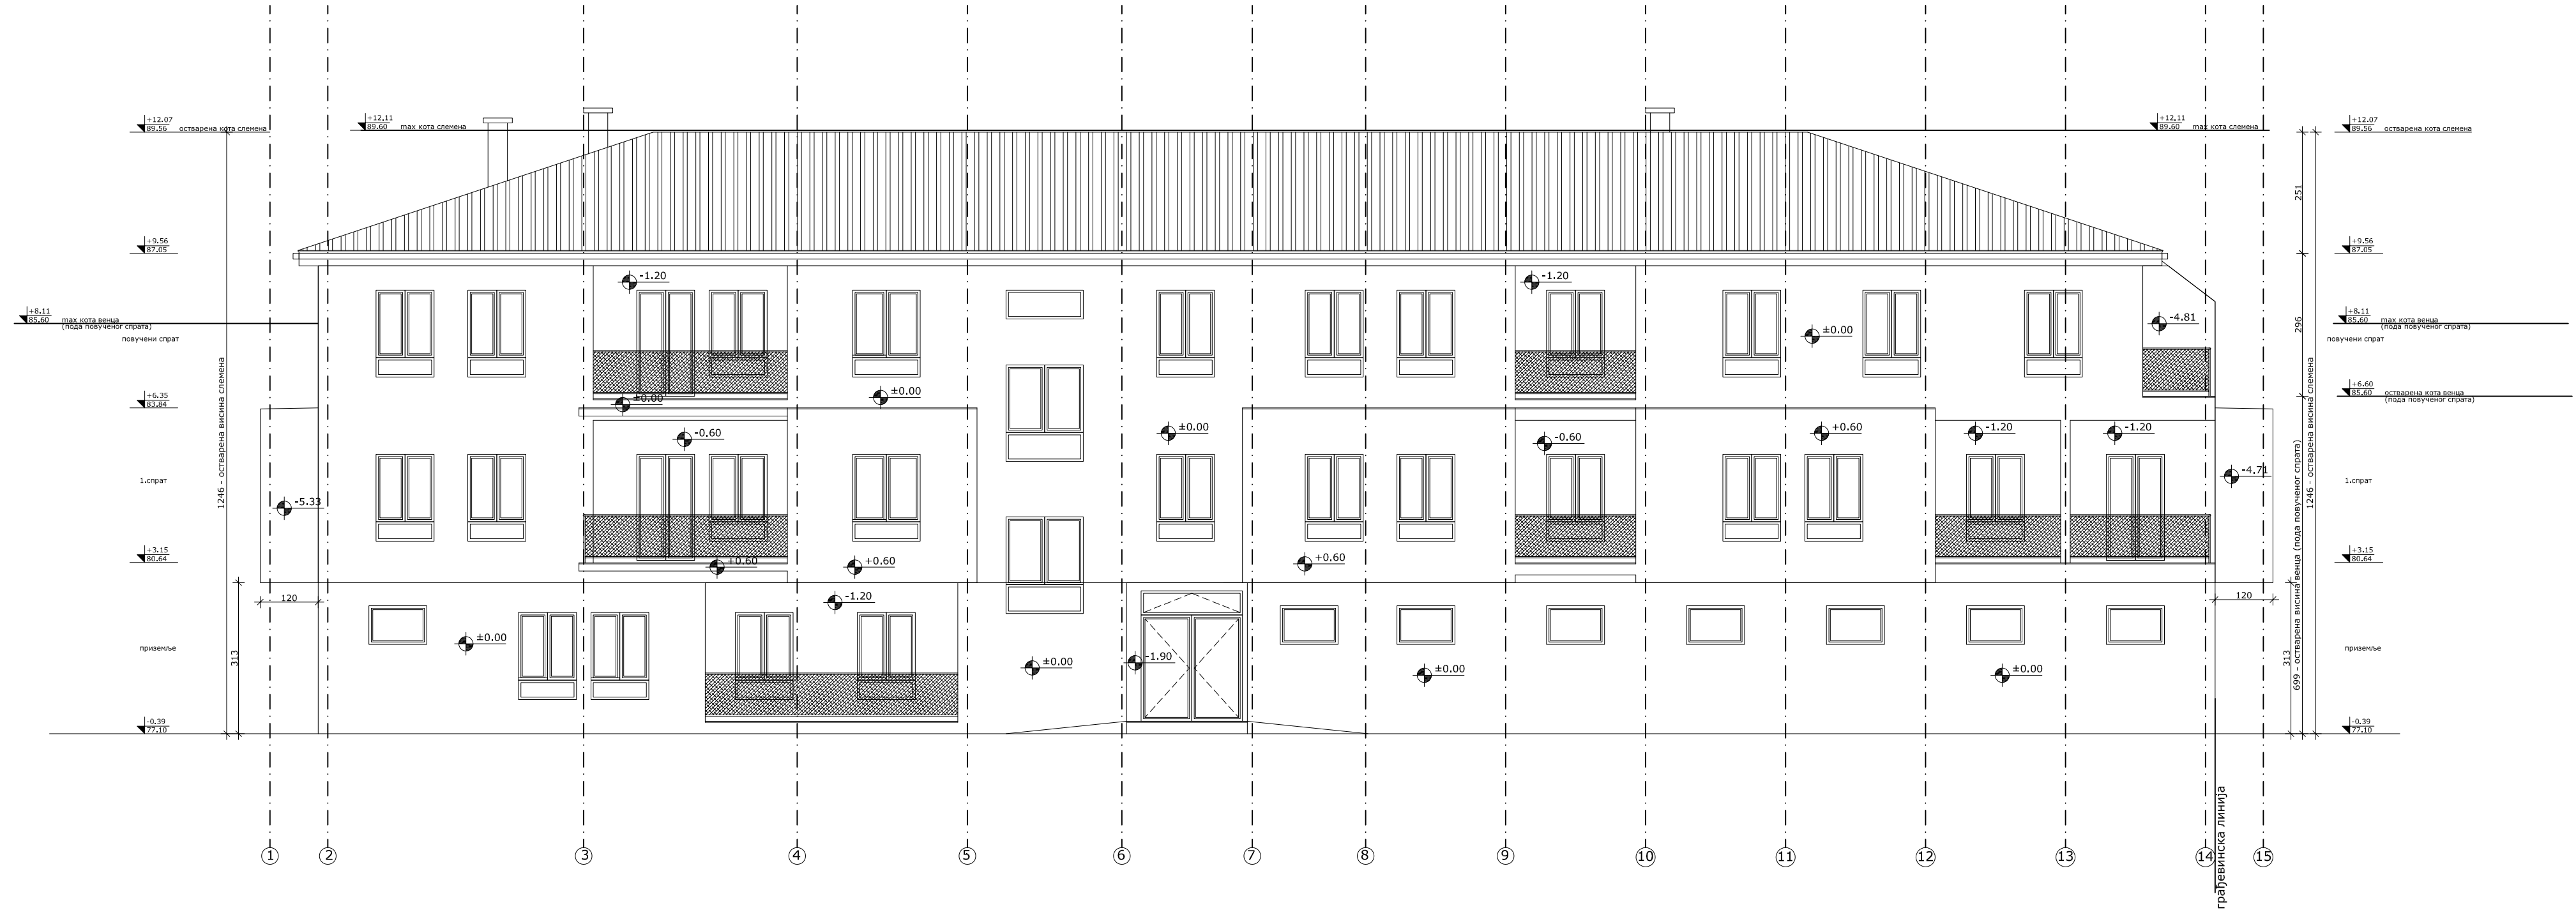 +12.07
89.56 остварена кота слемена
+12.11
89.60 max кота слемена
+12.11
89.60 max кота слемена
+12.07
89.56 остварена кота слемена
251
+9.56
87.05
+9.56
87.05
-1.20
-1.20
+8.11
85.60 max кота венца
(пода повученог спрата)
повучени спрат
±0.00
-4.81
296
+8.11
85.60 max кота венца
(пода повученог спрата)
повучени спрат
1246 - остварена висина слемена
1246 - остварена висина слемена
+6.35
83.84
±0.00
±0.00
+6.60
85.60 остварена кота венца
(пода повученог спрата)
-0.60
±0.00
-0.60
+0.60
-1.20
-1.20
1.спрат
-5.33
-4.71
1.спрат
699 - остварена висина венца (пода повученог спрата)
+3.15
80.64
+0.60
+0.60
+0.60
+3.15
80.64
120
-1.20
120
приземље
313
±0.00
±0.00
-1.90
±0.00
±0.00
313
приземље
-0.39
77.10
-0.39
77.10
грађевинска линија
1 2 3 4 5 6 7 8 9 10 11 12 13 14 15